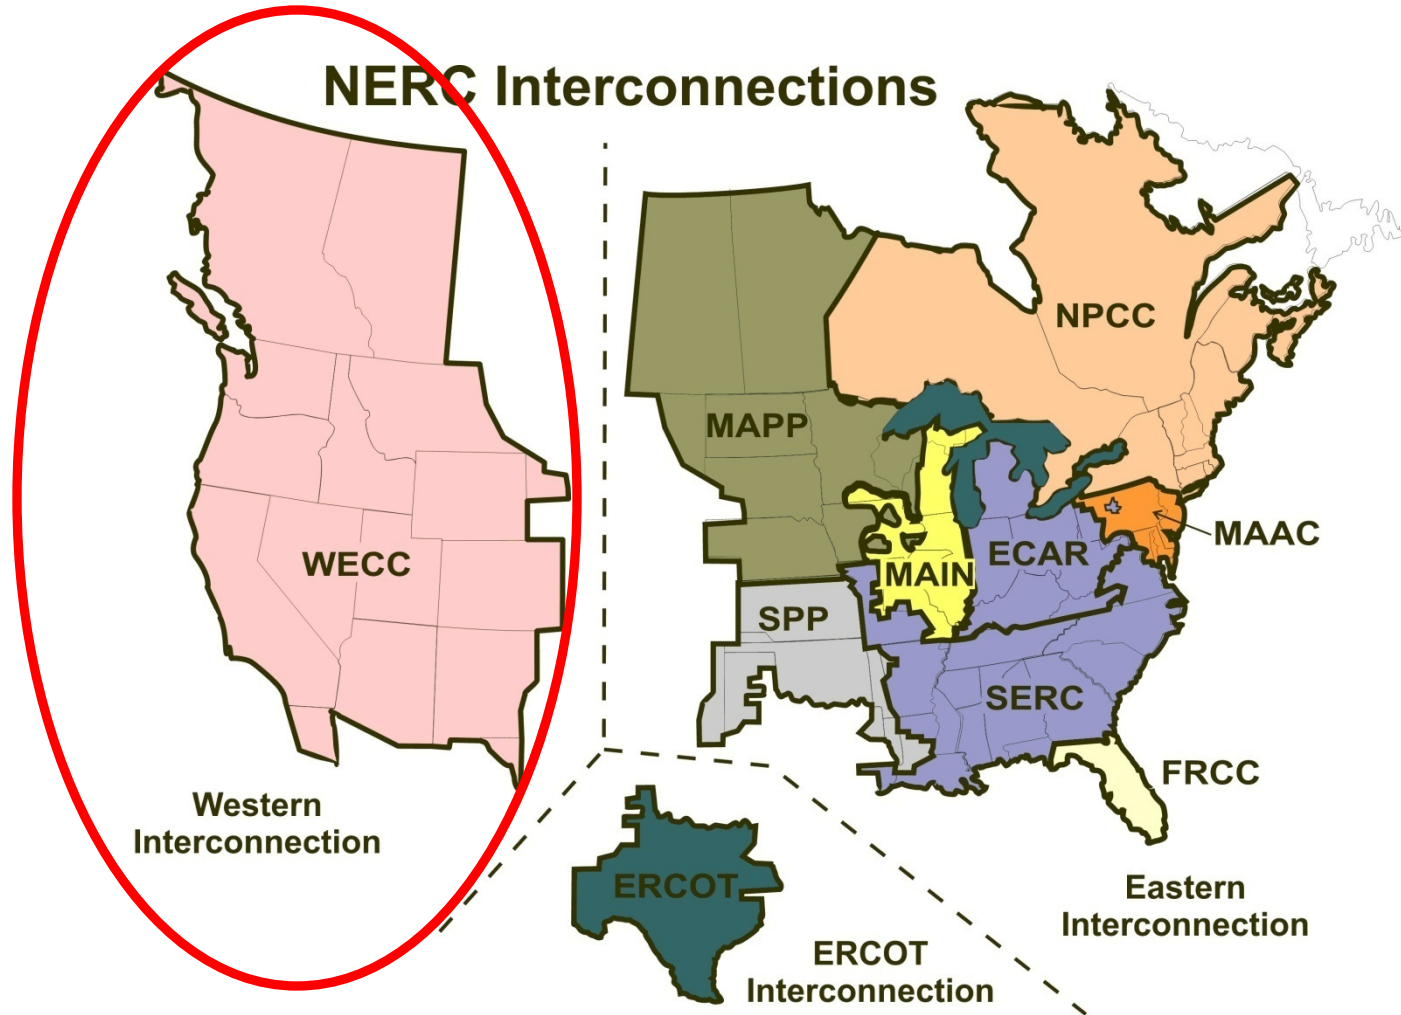 NERC Interconnections
NPCC
MAPP
MAAC
ECAR
WECC
MAIN
SPP
SERC
FRCC
Western
Interconnection
ERCOT
Eastern
Interconnection
ERCOT
Interconnection